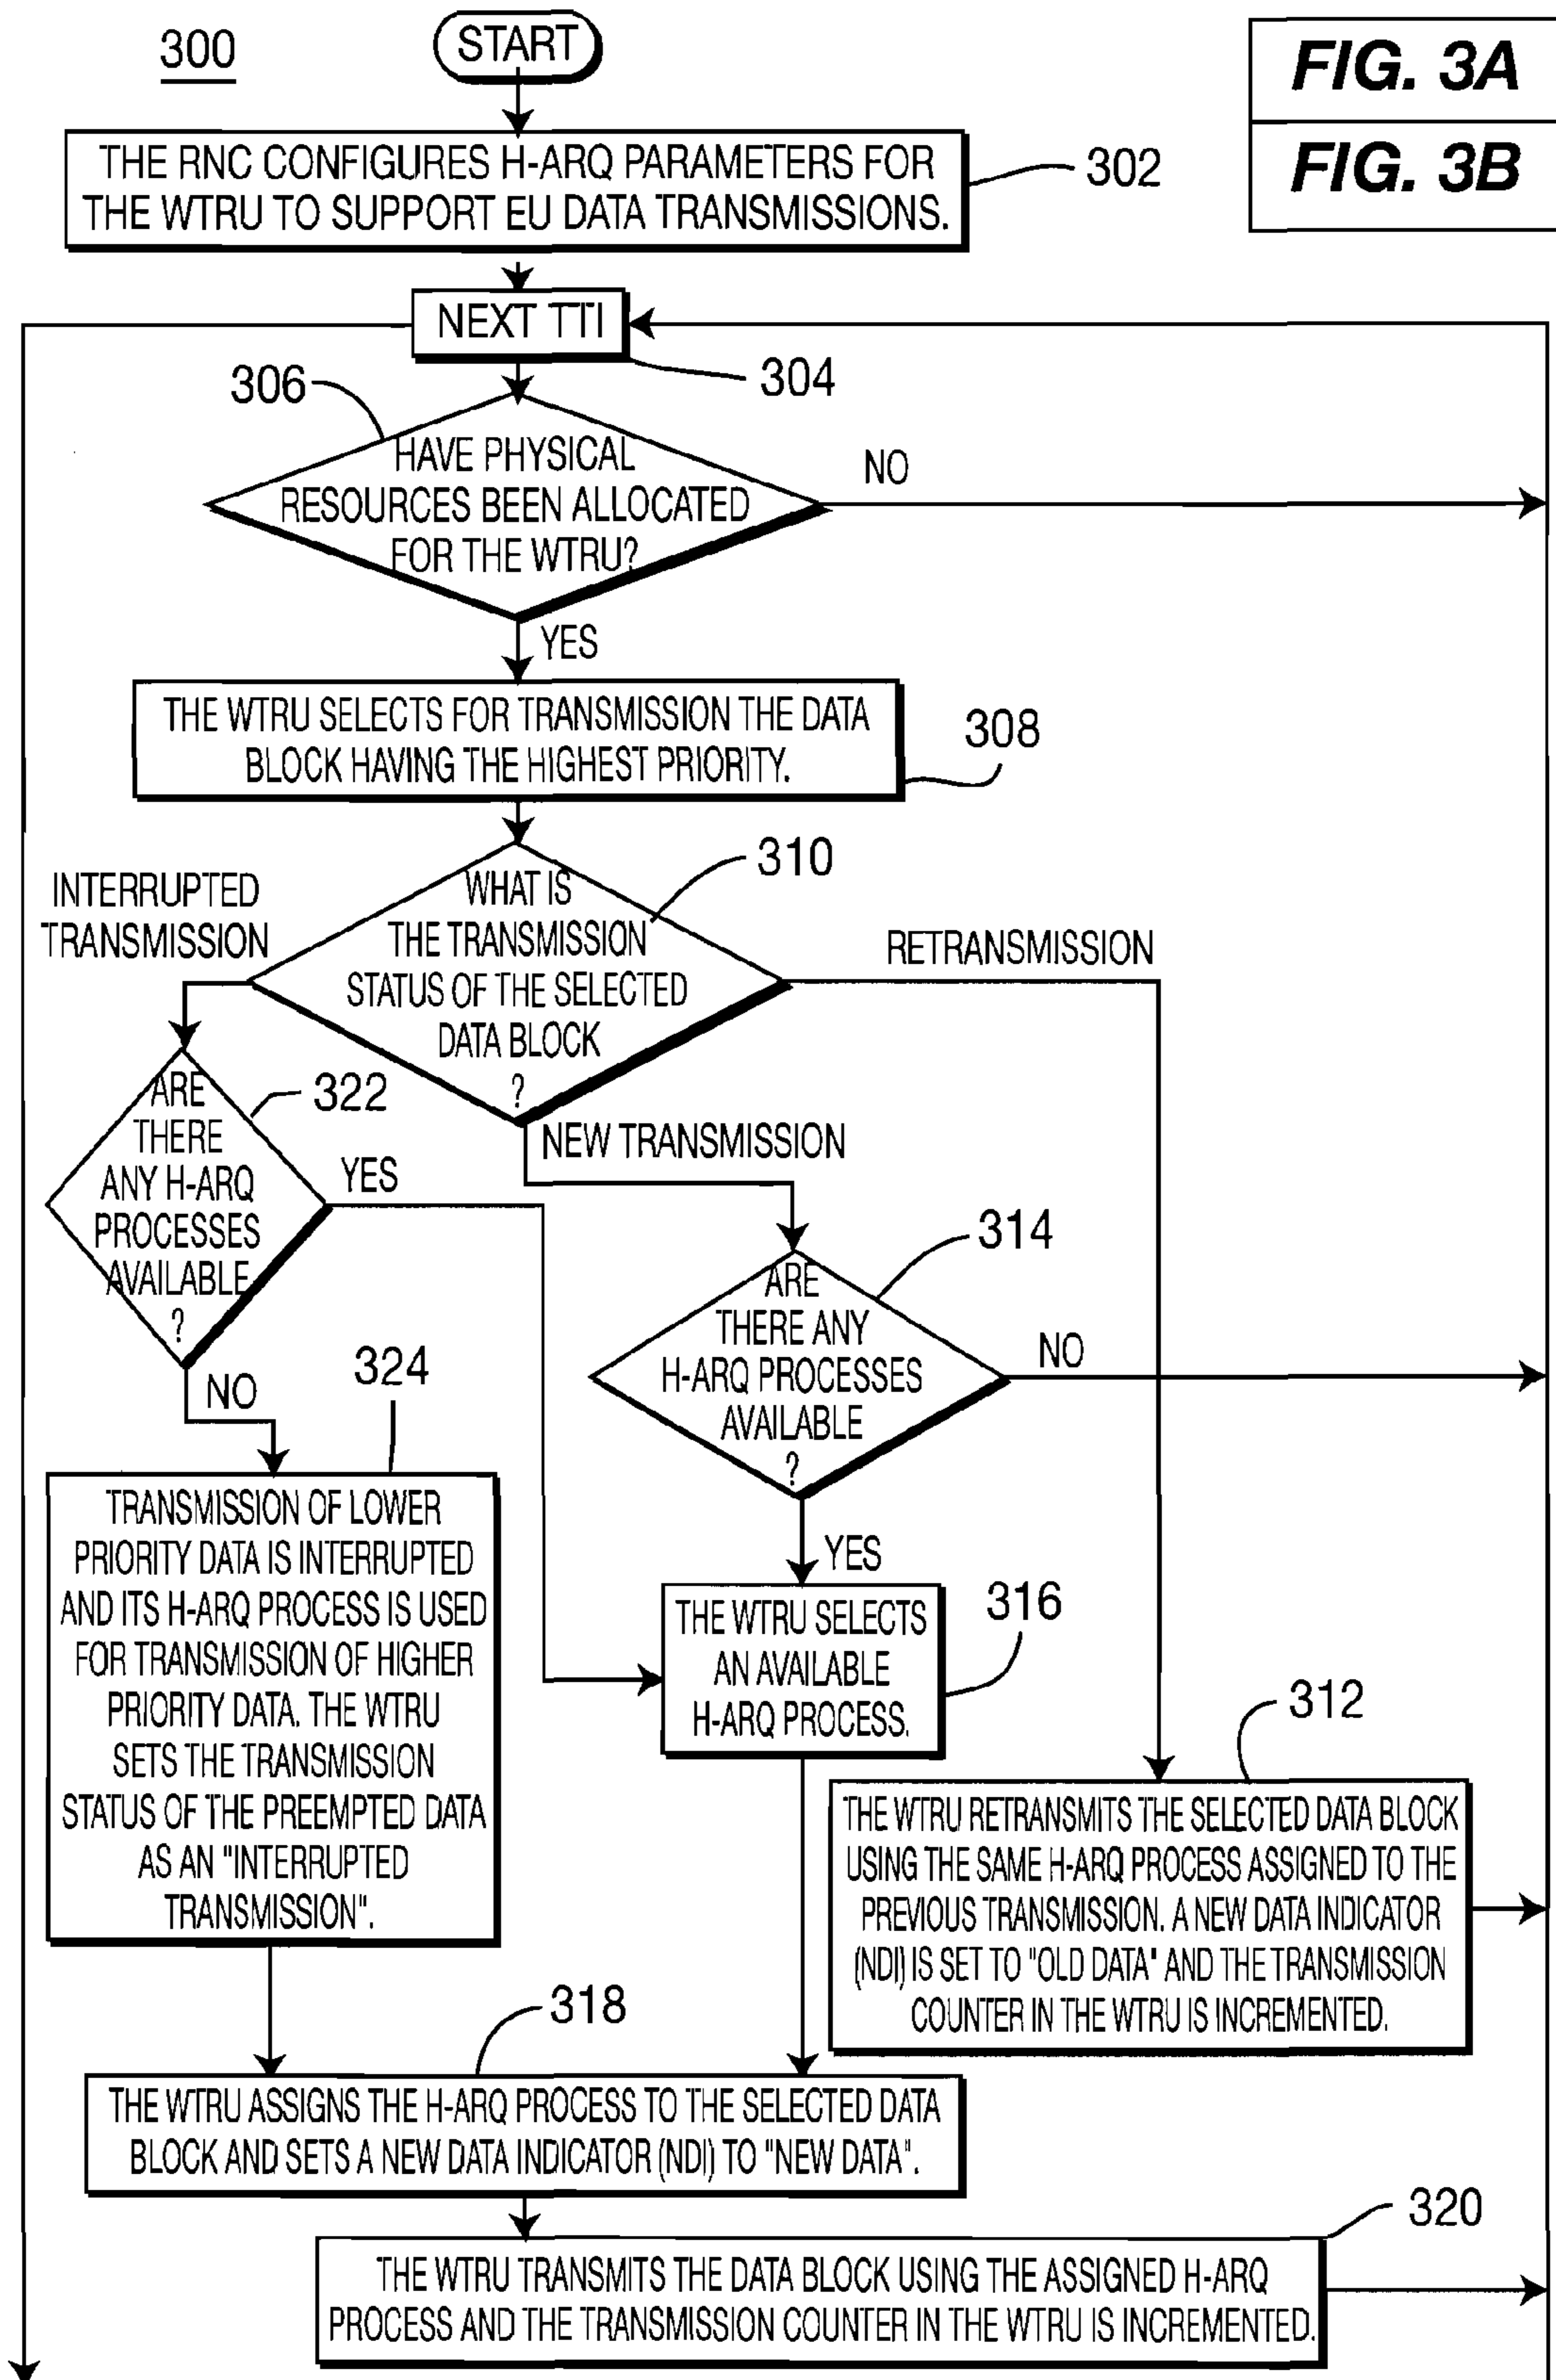 300
START
FIG. 3A
FIG. 3B
THE RNC CONFIGURES H-ARQ PARAMETERS FOR
THE WTRU TO SUPPORT EU DATA TRANSMISSIONS.
302
NEXT TTI
304
306
HAVE PHYSICAL
RESOURCES BEEN ALLOCATED
FOR THE WTRU?
NO
YES
THE WTRU SELECTS FOR TRANSMISSION THE DATA
BLOCK HAVING THE HIGHEST PRIORITY.
308
310
INTERRUPTED
TRANSMISSION
WHAT IS
THE TRANSMISSION
STATUS OF THE SELECTED
DATA BLOCK
?
RETRANSMISSION
ARE
THERE
ANY H-ARQ
PROCESSES
AVAILABLE
?
322
YES
NEW TRANSMISSION
314
ARE
THERE ANY
H-ARQ PROCESSES
AVAILABLE
?
NO
NO
324
YES
TRANSMISSION OF LOWER
PRIORITY DATA IS INTERRUPTED
AND ITS H-ARQ PROCESS IS USED
FOR TRANSMISSION OF HIGHER
PRIORITY DATA. THE WTRU
SETS THE TRANSMISSION
STATUS OF THE PREEMPTED DATA
AS AN "INTERRUPTED
TRANSMISSION".
THE WTRU SELECTS
AN AVAILABLE
H-ARQ PROCESS.
316
312
THE WTRU RETRANSMITS THE SELECTED DATA BLOCK
USING THE SAME H-ARQ PROCESS ASSIGNED TO THE
PREVIOUS TRANSMISSION. A NEW DATA INDICATOR
(NDI) IS SET TO "OLD DATA" AND THE TRANSMISSION
COUNTER IN THE WTRU IS INCREMENTED.
318
THE WTRU ASSIGNS THE H-ARQ PROCESS TO THE SELECTED DATA
BLOCK AND SETS A NEW DATA INDICATOR (NDI) TO "NEW DATA".
320
THE WTRU TRANSMITS THE DATA BLOCK USING THE ASSIGNED H-ARQ
PROCESS AND THE TRANSMISSION COUNTER IN THE WTRU IS INCREMENTED.